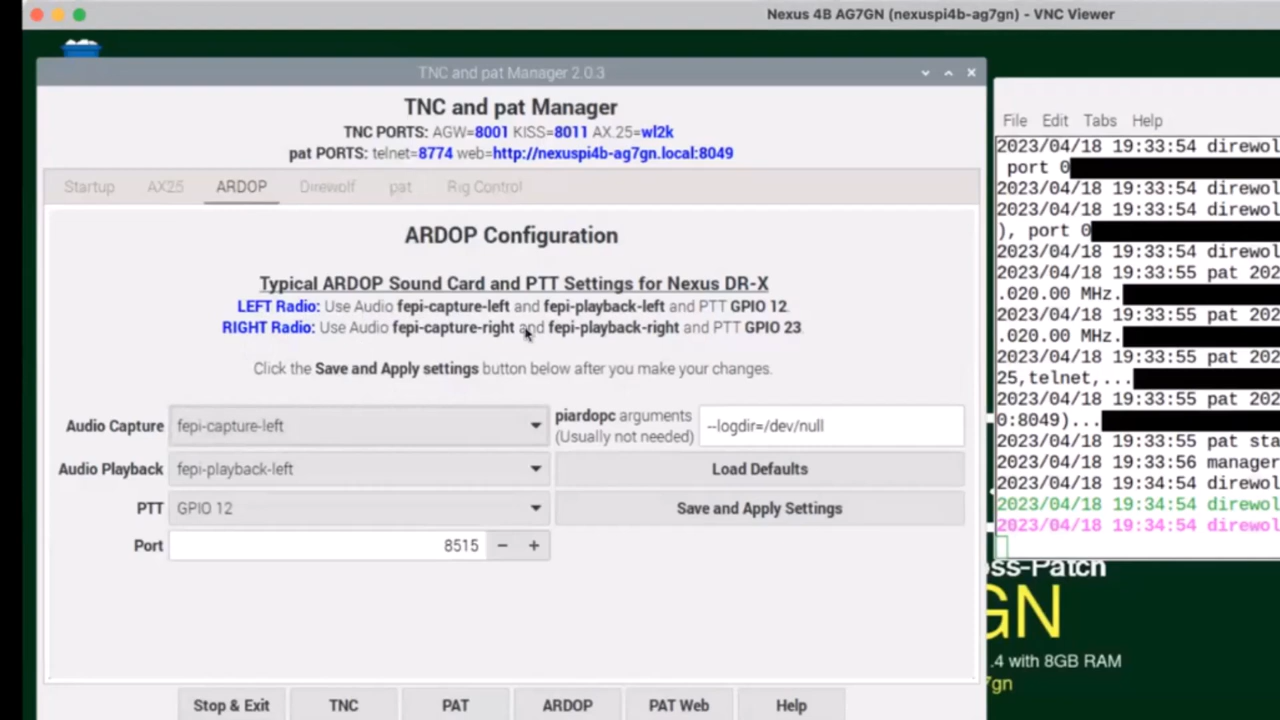 Nexus 4B AG7GN (nexuspi4b-ag7gn) - VNC Viewer
TNC and pat Manager 2.0.3
TNC and pat Manager
TNC PORTS: AGW=8001 KISS=8011 AX.25=wl2k
pat PORTS: telnet=8774 web=http://nexuspi4b-ag7gn.local:8049
Startup AX25 ARDOP Direwolf pat Rig Control
ARDOP Configuration
Typical ARDOP Sound Card and PTT Settings for Nexus DR-X
LEFT Radio: Use Audio fepi-capture-left and fepi-playback-left and PTT GPIO 12.
RIGHT Radio: Use Audio fepi-capture-right and fepi-playback-right and PTT GPIO 23
Click the Save and Apply settings button below after you make your changes.
Audio Capture fepi-capture-left
piardopc arguments
(Usually not needed) --logdir=/dev/null
Audio Playback fepi-playback-left Load Defaults
PTT GPIO 12 Save and Apply Settings
Port 8515 − +
Stop & Exit TNC PAT ARDOP PAT Web Help
File Edit Tabs Help
2023/04/18 19:33:54 direwol
port 0
2023/04/18 19:33:54 direwol
2023/04/18 19:33:54 direwol
), port 0
2023/04/18 19:33:54 direwol
2023/04/18 19:33:55 pat 202
.020.00 MHz.
2023/04/18 19:33:55 pat 202
.020.00 MHz.
2023/04/18 19:33:55 pat 202
25,telnet,...
2023/04/18 19:33:55 pat 202
0:8049)...
2023/04/18 19:33:55 pat sta
2023/04/18 19:33:56 manager
2023/04/18 19:34:54 direwol
2023/04/18 19:34:54 direwol
2023/04/18 19:34:54 direwol
oss-Patch
GN
.4 with 8GB RAM
7gn